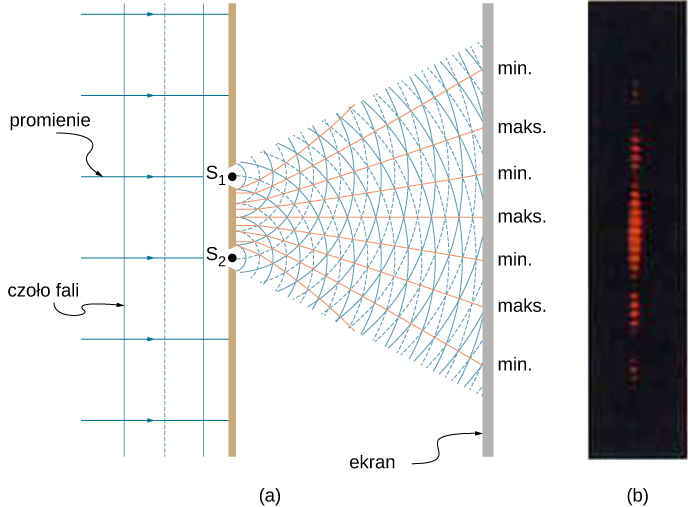 promienie
czoło fali
S1
S2
min.
maks.
min.
maks.
min.
maks.
min.
ekran
(a)
(b)